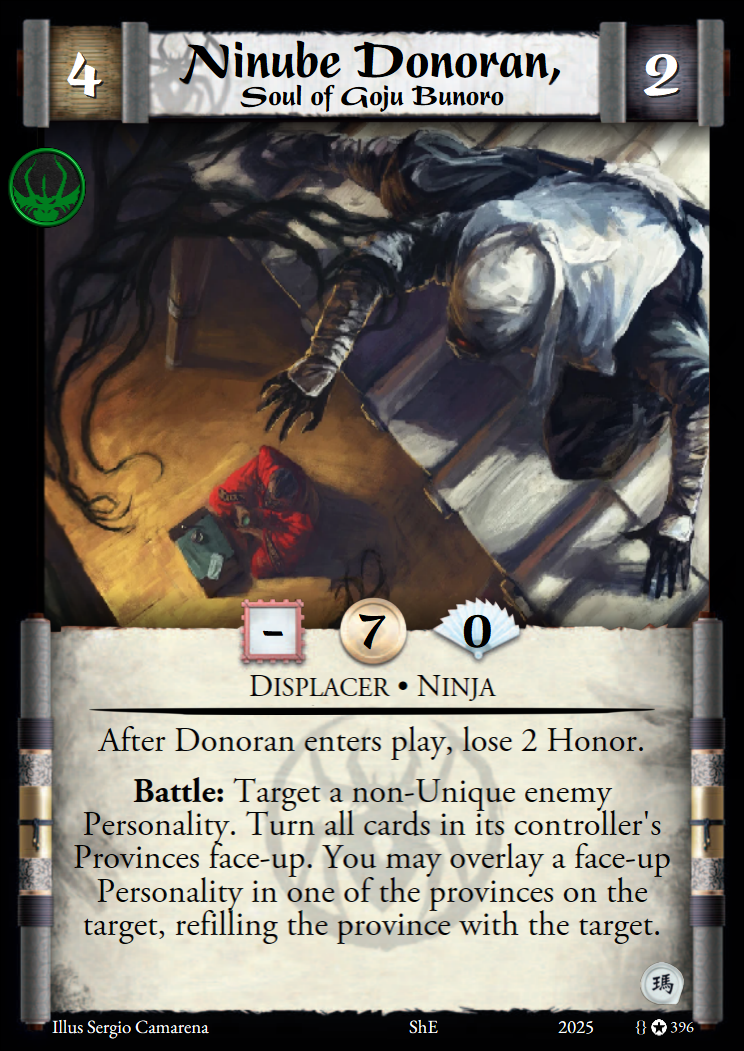 4
Ninube Donoran,
2
Soul of Goju Bunoro
-
7
0
Displacer • Ninja
After Donoran enters play, lose 2 Honor.
Battle: Target a non-Unique enemy
Personality. Turn all cards in its controller's
Provinces face-up. You may overlay a face-up
Personality in one of the provinces on the
target, refilling the province with the target.
瑪
Illus Sergio Camarena
ShE
2025
{} ✪ 396